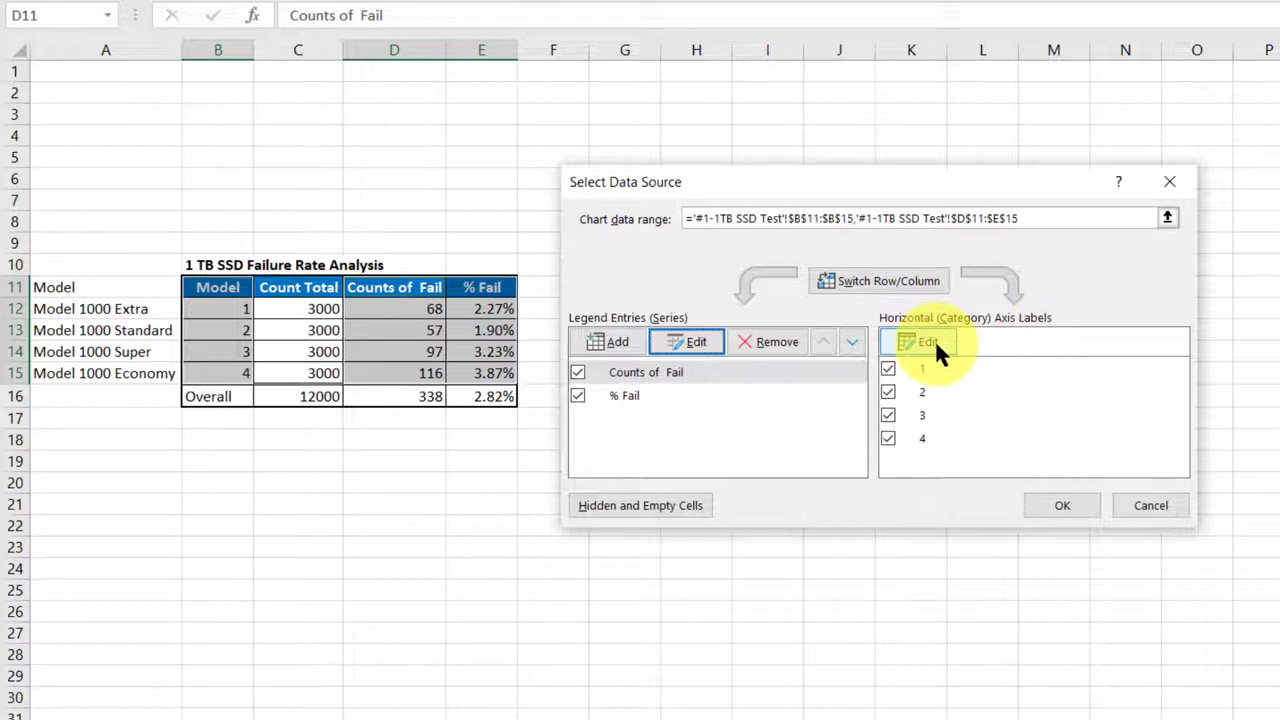 D11
fx
Counts of Fail
A B C D E F G H I J K L M N O P
1
2
3
4
5
6
7
8
9
10 1 TB SSD Failure Rate Analysis
11 Model Model Count Total Counts of Fail % Fail
12 Model 1000 Extra 1 3000 68 2.27%
13 Model 1000 Standard 2 3000 57 1.90%
14 Model 1000 Super 3 3000 97 3.23%
15 Model 1000 Economy 4 3000 116 3.87%
16 Overall 12000 338 2.82%
17
18
19
20
21
22
23
24
25
26
27
28
29
30
31
Select Data Source ?
Chart data range: ='#1-1TB SSD Test'!$B$11:$B$15,'#1-1TB SSD Test'!$D$11:$E$15
Switch Row/Column
Legend Entries (Series)
Add Edit Remove
Counts of Fail
% Fail
Horizontal (Category) Axis Labels
Edit
1
2
3
4
Hidden and Empty Cells
OK Cancel